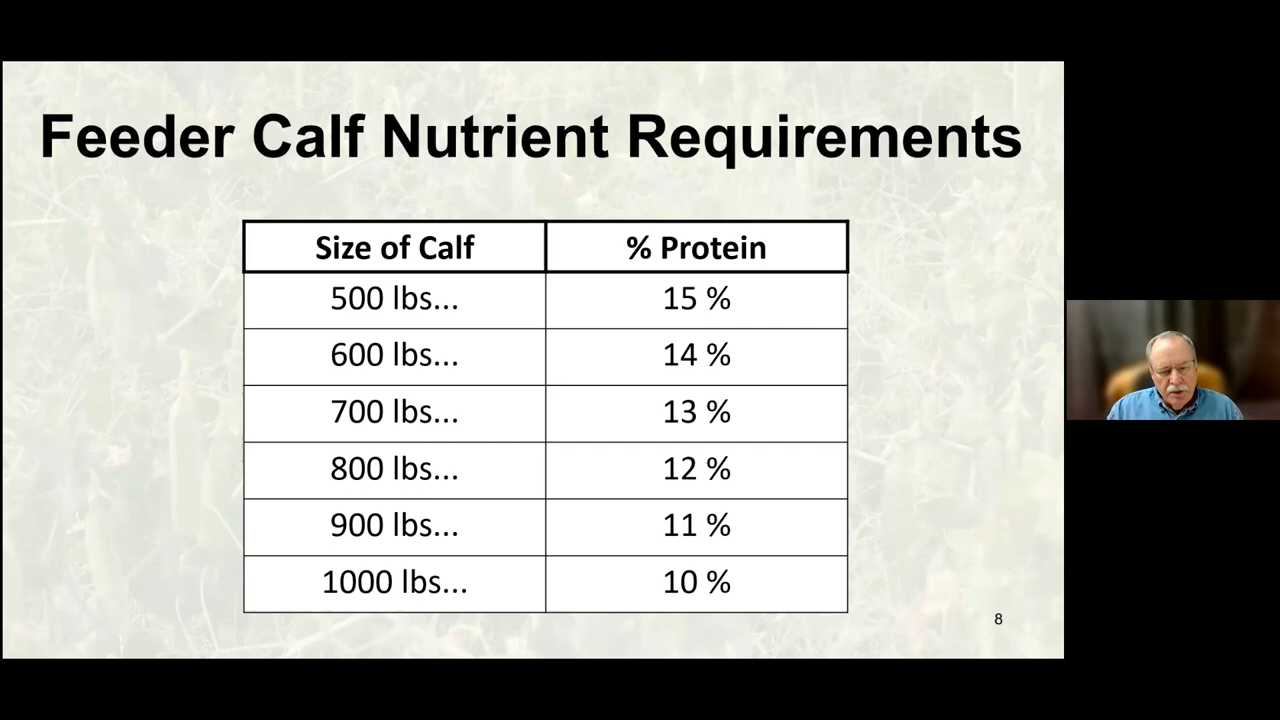 Feeder Calf Nutrient Requirements
Size of Calf % Protein
500 lbs... 15 %
600 lbs... 14 %
700 lbs... 13 %
800 lbs... 12 %
900 lbs... 11 %
1000 lbs... 10 %
8